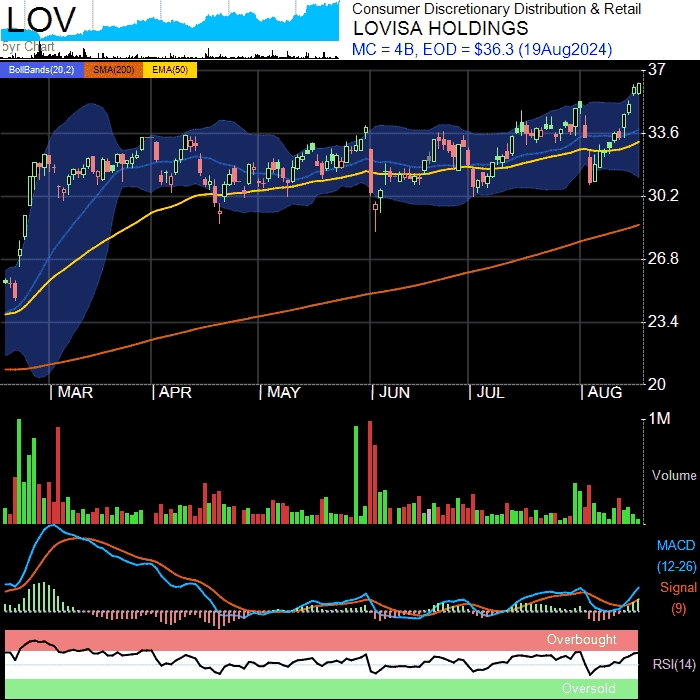 LOV
5yr Chart
Consumer Discretionary Distribution & Retail
LOVISA HOLDINGS
MC = 4B, EOD = $36.3 (19Aug2024)
BollBands(20,2) SMA(200) EMA(50)
37
33.6
30.2
26.8
23.4
20
MAR APR MAY JUN JUL AUG
1M
Volume
MACD
(12-26)
Signal
(9)
Overbought
RSI(14)
Oversold